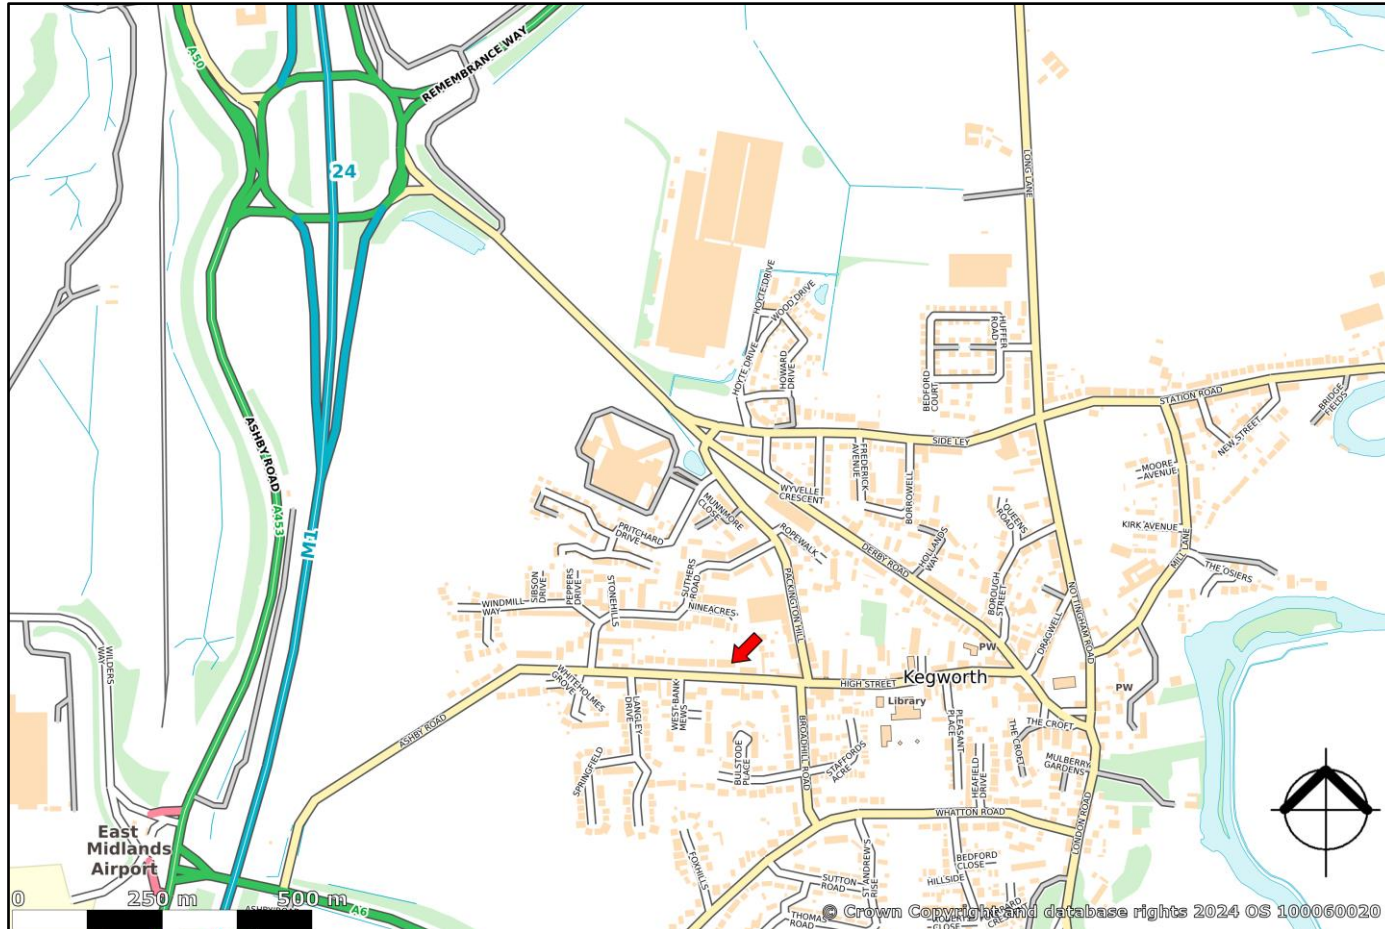 A50
REMEMBRANCE WAY
24
LONG LANE
HOYTE DRIVE
WOOD DRIVE
HOYTE DRIVE
HOWARD
DRIVE
HUFFER
ROAD
BEDFORD
COURT
STATION ROAD
BRIDGE
FIELDS
NEW STREET
SIDE LEY
ASHBY ROAD
A453
M1
FREDERICK
AVENUE
BORROWELL
MOORE
AVENUE
WYVELLE
CRESCENT
MUNNMORE
CLOSE
QUEENS
ROAD
KIRK AVENUE
MILL LANE
THE OSIERS
PRITCHARD
DRIVE
ROPEWALK
DERBY ROAD
HOLLANDS
WAY
SUTHERS
ROAD
PACKINGTON HILL
BOROUGH
STREET
NOTTINGHAM ROAD
SIBSON
DRIVE
PEPPERS
DRIVE
STONEHILLS
WINDMILL
WAY
NINEACRES
DRAGWELL
PW
WILDERS
WAY
WHITEHOLMES
GROVE
HIGH STREET
Kegworth
PW
Library
LANGLEY
DRIVE
WEST-BANK
MEWS
ASHBY ROAD
BROADHILL ROAD
PLEASANT
PLACE
THE CROFT
THE CROFT
BULSTODE
PLACE
STAFFORDS
ACRE
SPRINGFIELD
HEAFIELD
DRIVE
MULBERRY
GARDENS
WHATTON ROAD
LONDON ROAD
East
Midlands
Airport
FOXHILLS
ST ANDREW'S
RISE
BEDFORD
CLOSE
SUTTON
ROAD
HILLSIDE
0
250 m
500 m
A6
THOMAS
ROAD
CLOSE
© Crown Copyright and database rights 2024 OS 100060020